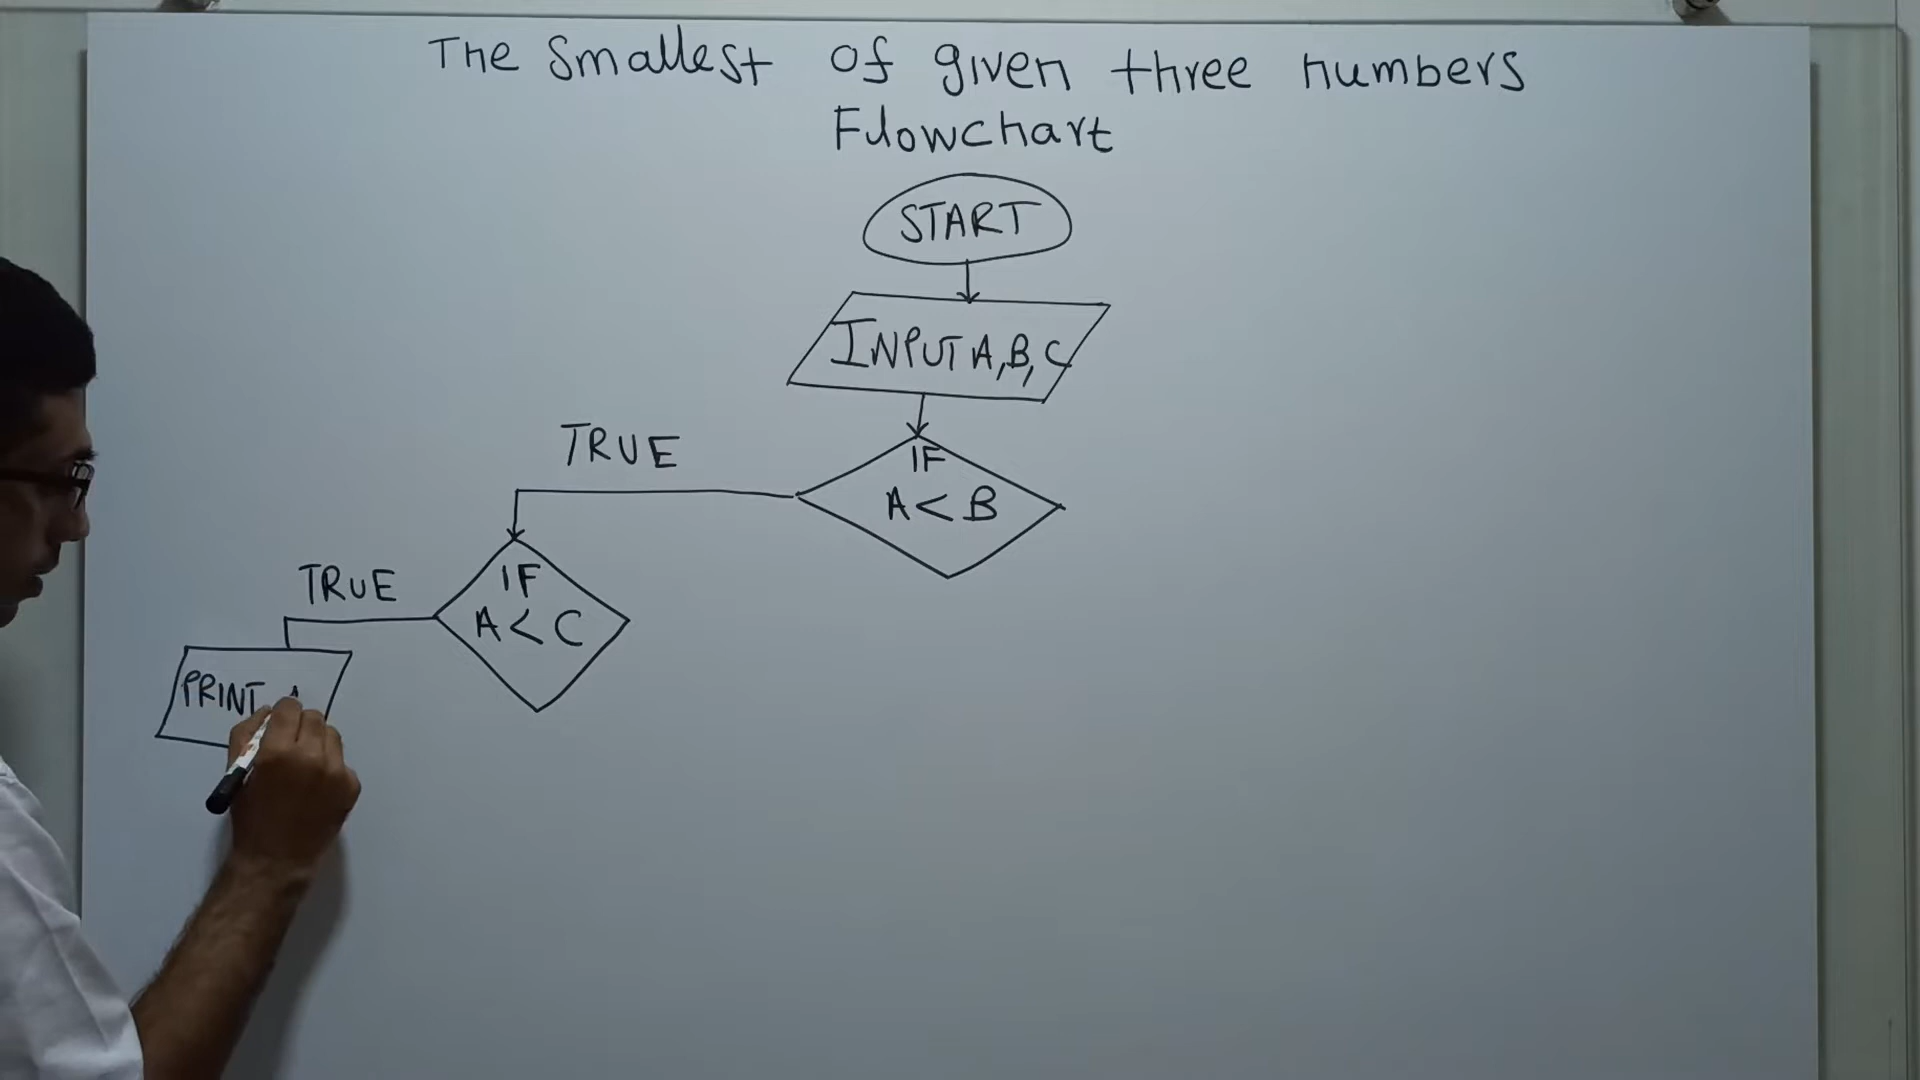 The Smallest of given three numbers
Flowchart
START
INPUT A,B,C
TRUE
IF
A<B
TRUE
IF
A<C
PRINT